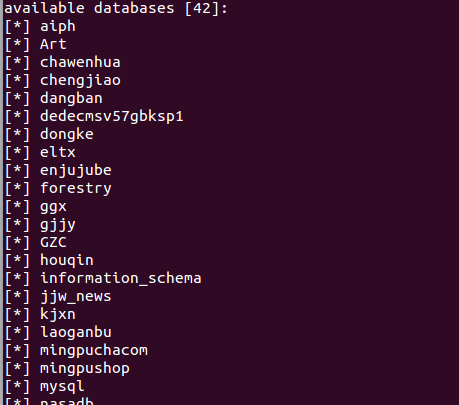 available databases [42]:
[*] aiph
[*] Art
[*] chawenhua
[*] chengjiao
[*] dangban
[*] dedecmsv57gbksp1
[*] dongke
[*] eltx
[*] enjujube
[*] forestry
[*] ggx
[*] gjjy
[*] GZC
[*] houqin
[*] information_schema
[*] jjw_news
[*] kjxn
[*] laoganbu
[*] mingpuchacom
[*] mingpushop
[*] mysql
[*] nasadb